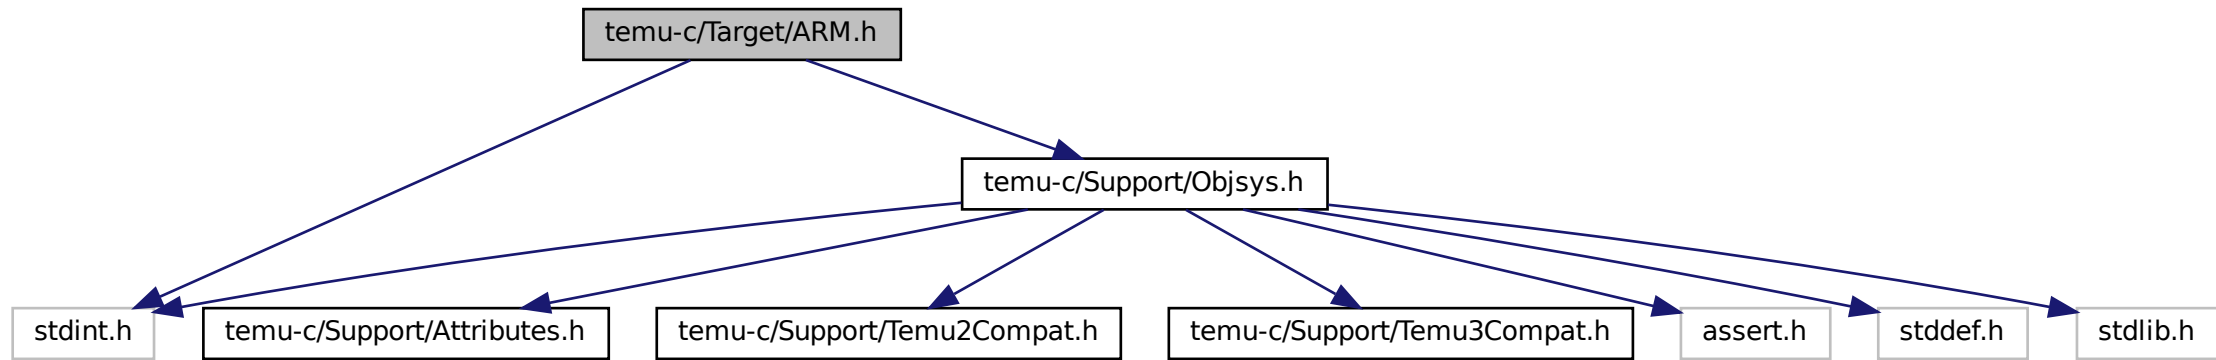 temu-c/Target/ARM.h
temu-c/Support/Objsys.h
stdint.h
temu-c/Support/Attributes.h
temu-c/Support/Temu2Compat.h
temu-c/Support/Temu3Compat.h
assert.h
stddef.h
stdlib.h